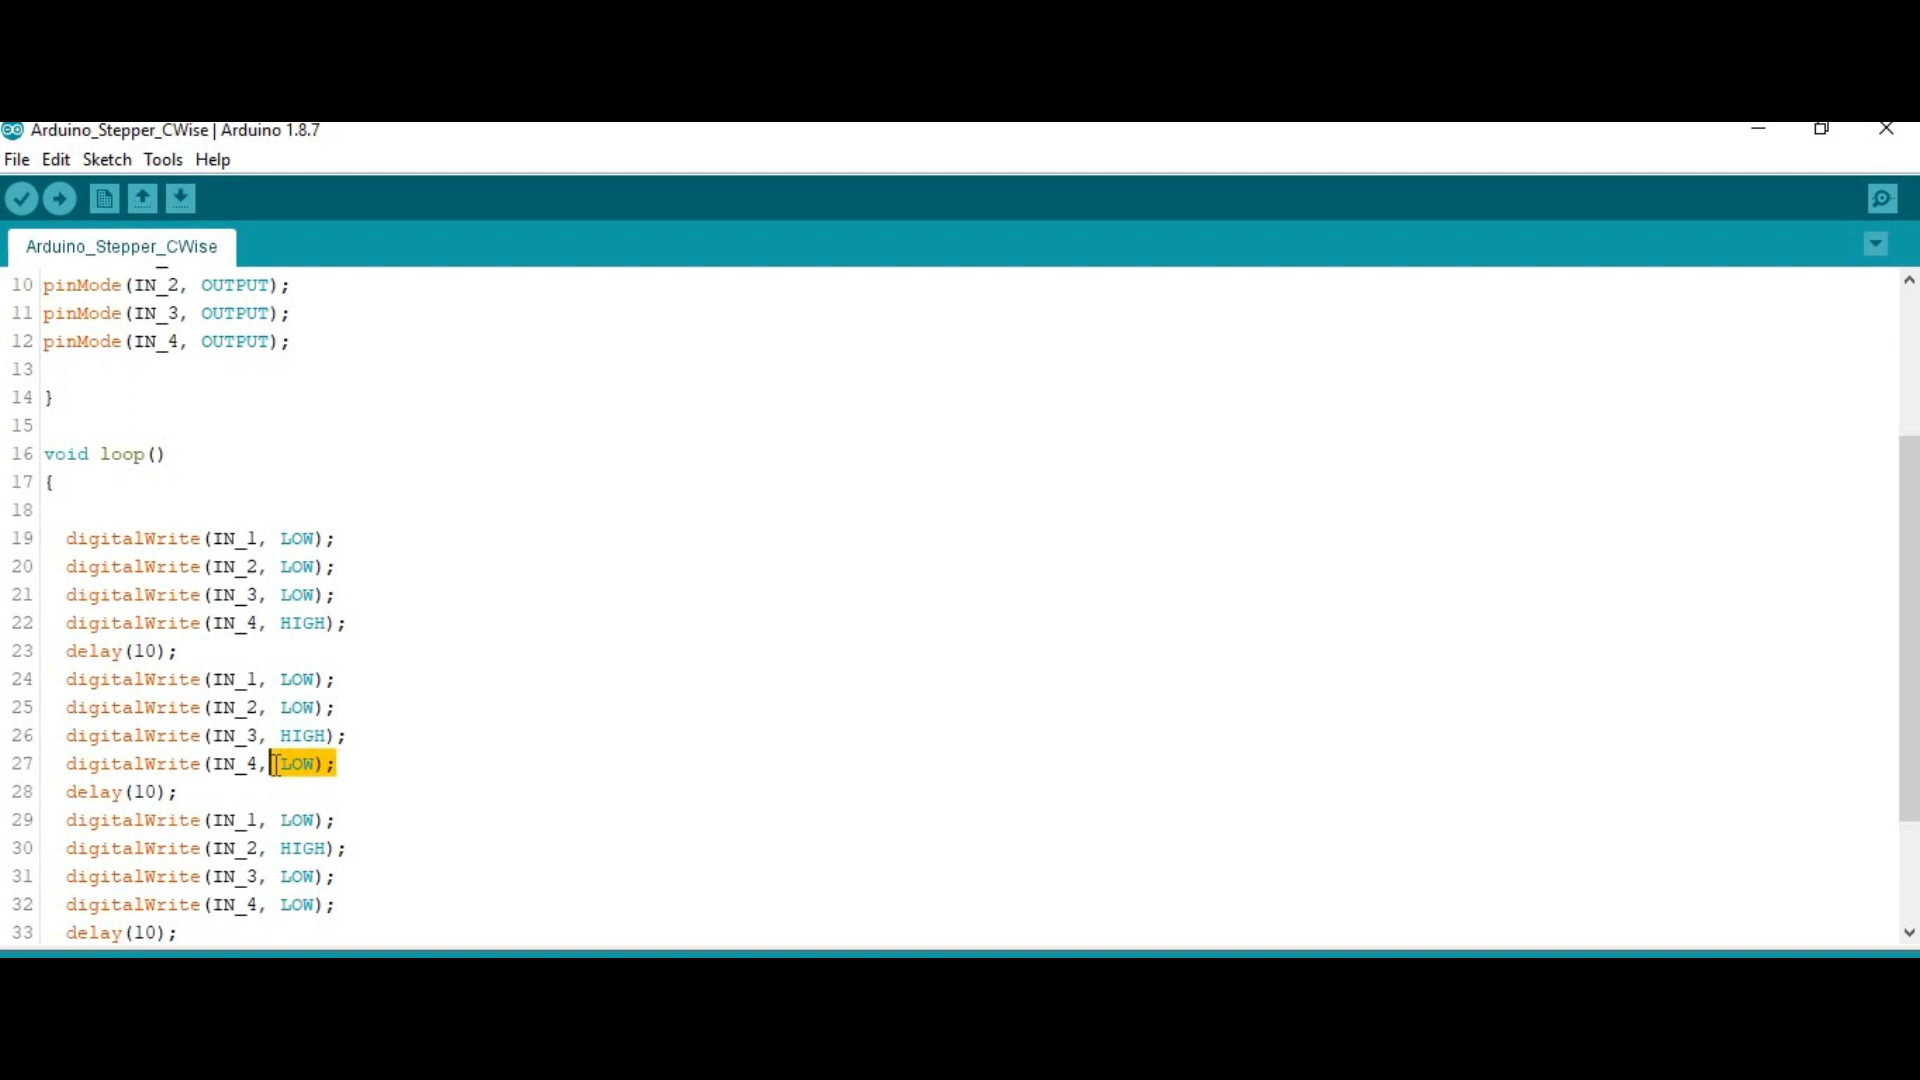 Arduino_Stepper_CWise | Arduino 1.8.7
File Edit Sketch Tools Help
Arduino_Stepper_CWise
10 pinMode(IN_2, OUTPUT);
11 pinMode(IN_3, OUTPUT);
12 pinMode(IN_4, OUTPUT);
13
14 }
15
16 void loop()
17 {
18
19 digitalWrite(IN_1, LOW);
20 digitalWrite(IN_2, LOW);
21 digitalWrite(IN_3, LOW);
22 digitalWrite(IN_4, HIGH);
23 delay(10);
24 digitalWrite(IN_1, LOW);
25 digitalWrite(IN_2, LOW);
26 digitalWrite(IN_3, HIGH);
27 digitalWrite(IN_4, LOW);
28 delay(10);
29 digitalWrite(IN_1, LOW);
30 digitalWrite(IN_2, HIGH);
31 digitalWrite(IN_3, LOW);
32 digitalWrite(IN_4, LOW);
33 delay(10);